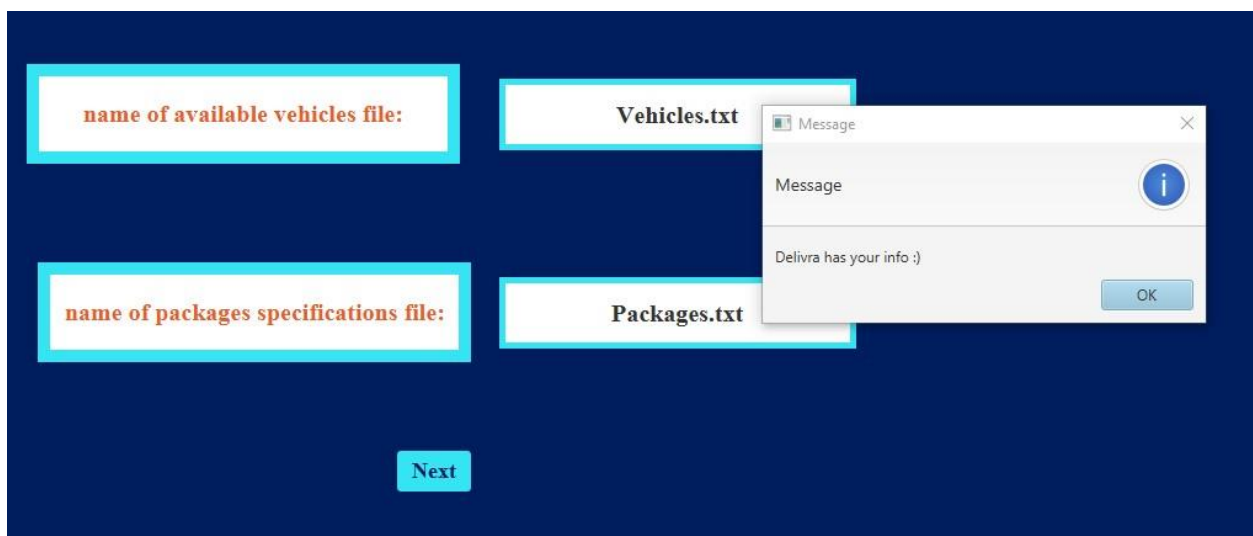 name of available vehicles file:
Vehicles.txt
Message
Message
Delivra has your info :)
OK
name of packages specifications file:
Packages.txt
Next